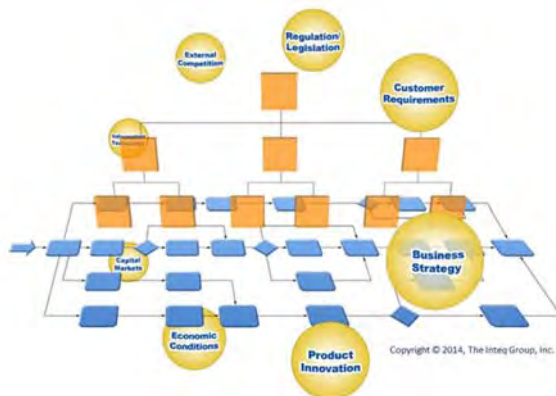 Regulation/
Legislation
External
Competition
Customer
Requirements
Information
Business
Strategy
Capital
Markets
Economic
Conditions
Product
Innovation
Copyright © 2014, The Inteq Group, Inc.